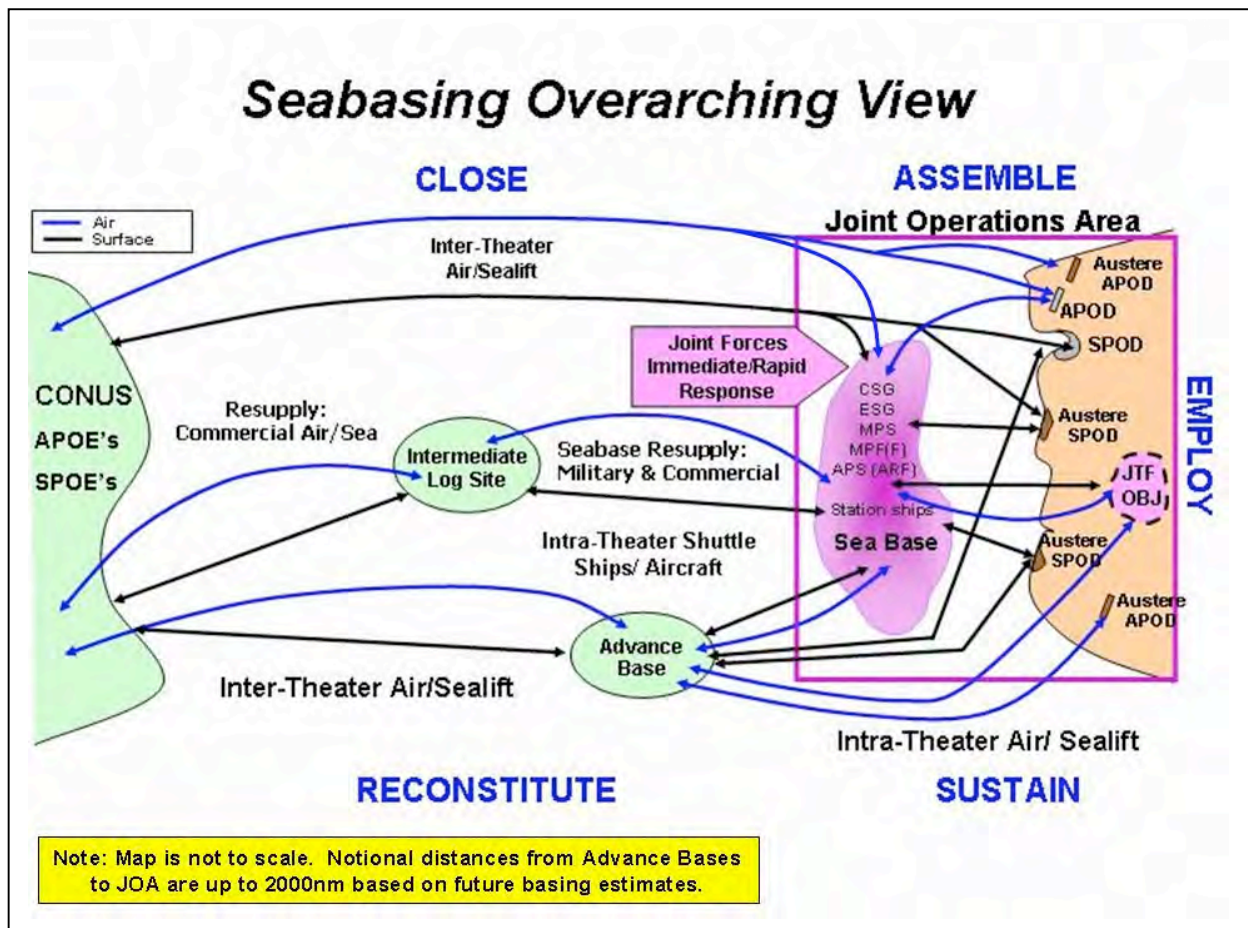 Seabasing Overarching View
CLOSE
ASSEMBLE
Air
Surface
Joint Operations Area
Inter-Theater
Air/Sealift
Austere
APOD
APOD
SPOD
Joint Forces
Immediate/Rapid
Response
CONUS
APOE's
SPOE's
Resupply:
Commercial Air/Sea
Intermediate
Log Site
Seabase Resupply:
Military & Commercial
CSG
ESG
MPS
MPF(F)
APS (ARF)
Station ships
Sea Base
Austere
SPOD
JTF
OBJ
EMPLOY
Intra-Theater Shuttle
Ships/ Aircraft
Austere
SPOD
Austere
APOD
Advance
Base
Inter-Theater Air/Sealift
Intra-Theater Air/ Sealift
RECONSTITUTE
SUSTAIN
Note: Map is not to scale. Notional distances from Advance Bases
to JOA are up to 2000nm based on future basing estimates.